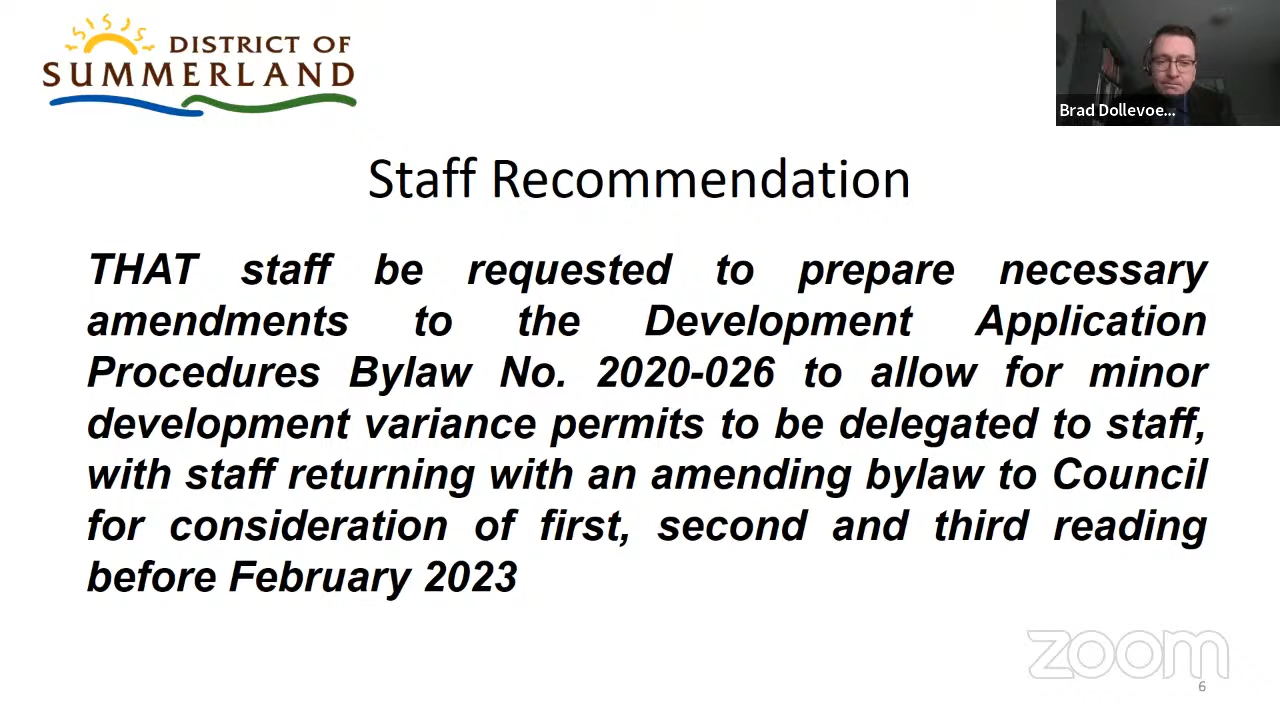 DISTRICT OF
SUMMERLAND
Brad Dollevoe...
Staff Recommendation
THAT staff be requested to prepare necessary
amendments to the Development Application
Procedures Bylaw No. 2020-026 to allow for minor
development variance permits to be delegated to staff,
with staff returning with an amending bylaw to Council
for consideration of first, second and third reading
before February 2023
zoom
6